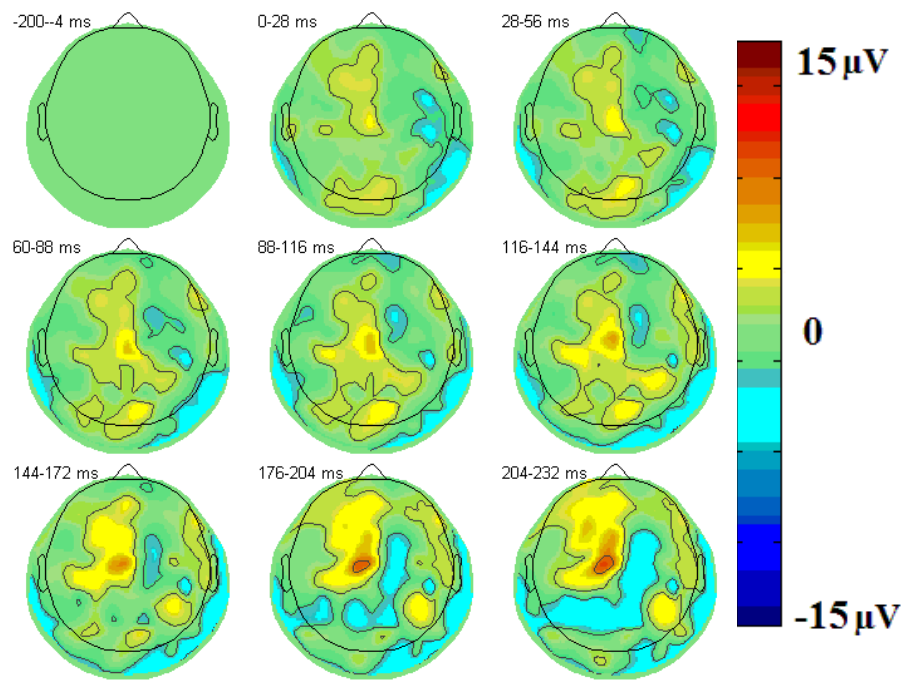 -200--4 ms
0-28 ms
28-56 ms
15 µV
60-88 ms
88-116 ms
116-144 ms
0
144-172 ms
176-204 ms
204-232 ms
-15 µV